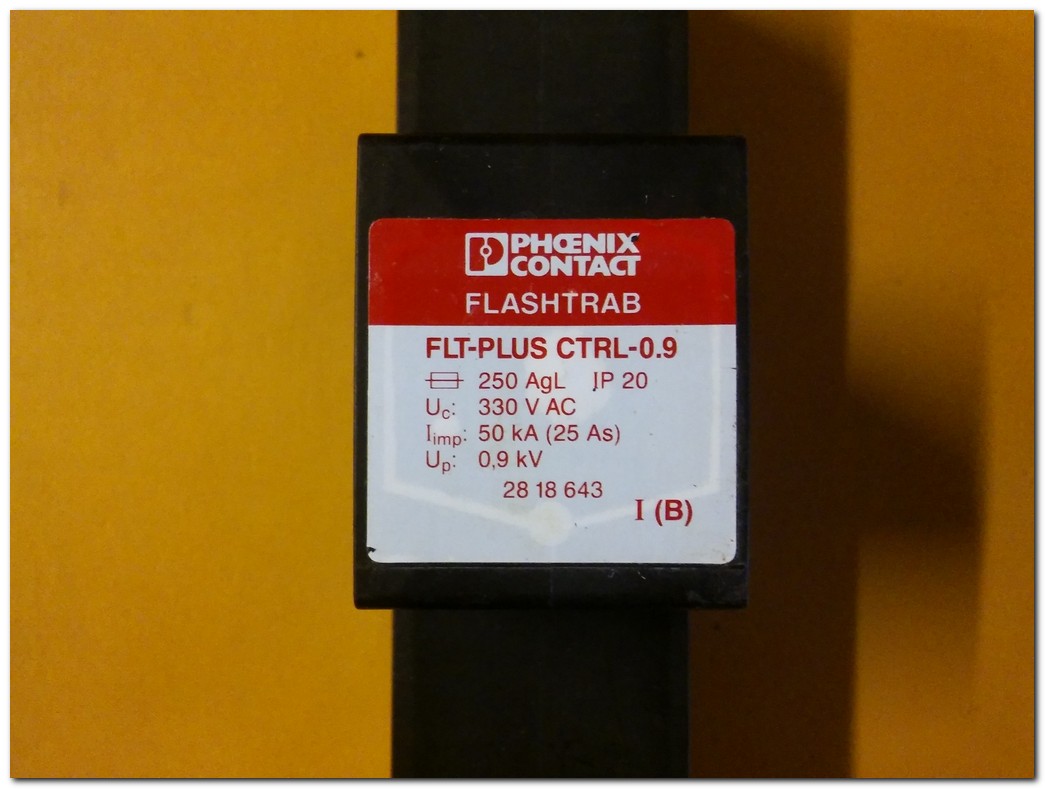 PHŒNIX
CONTACT
FLASHTRAB
FLT-PLUS CTRL-0.9
250 AgL IP 20
Uc: 330 V AC
Iimp: 50 kA (25 As)
Up: 0,9 kV
28 18 643
I (B)